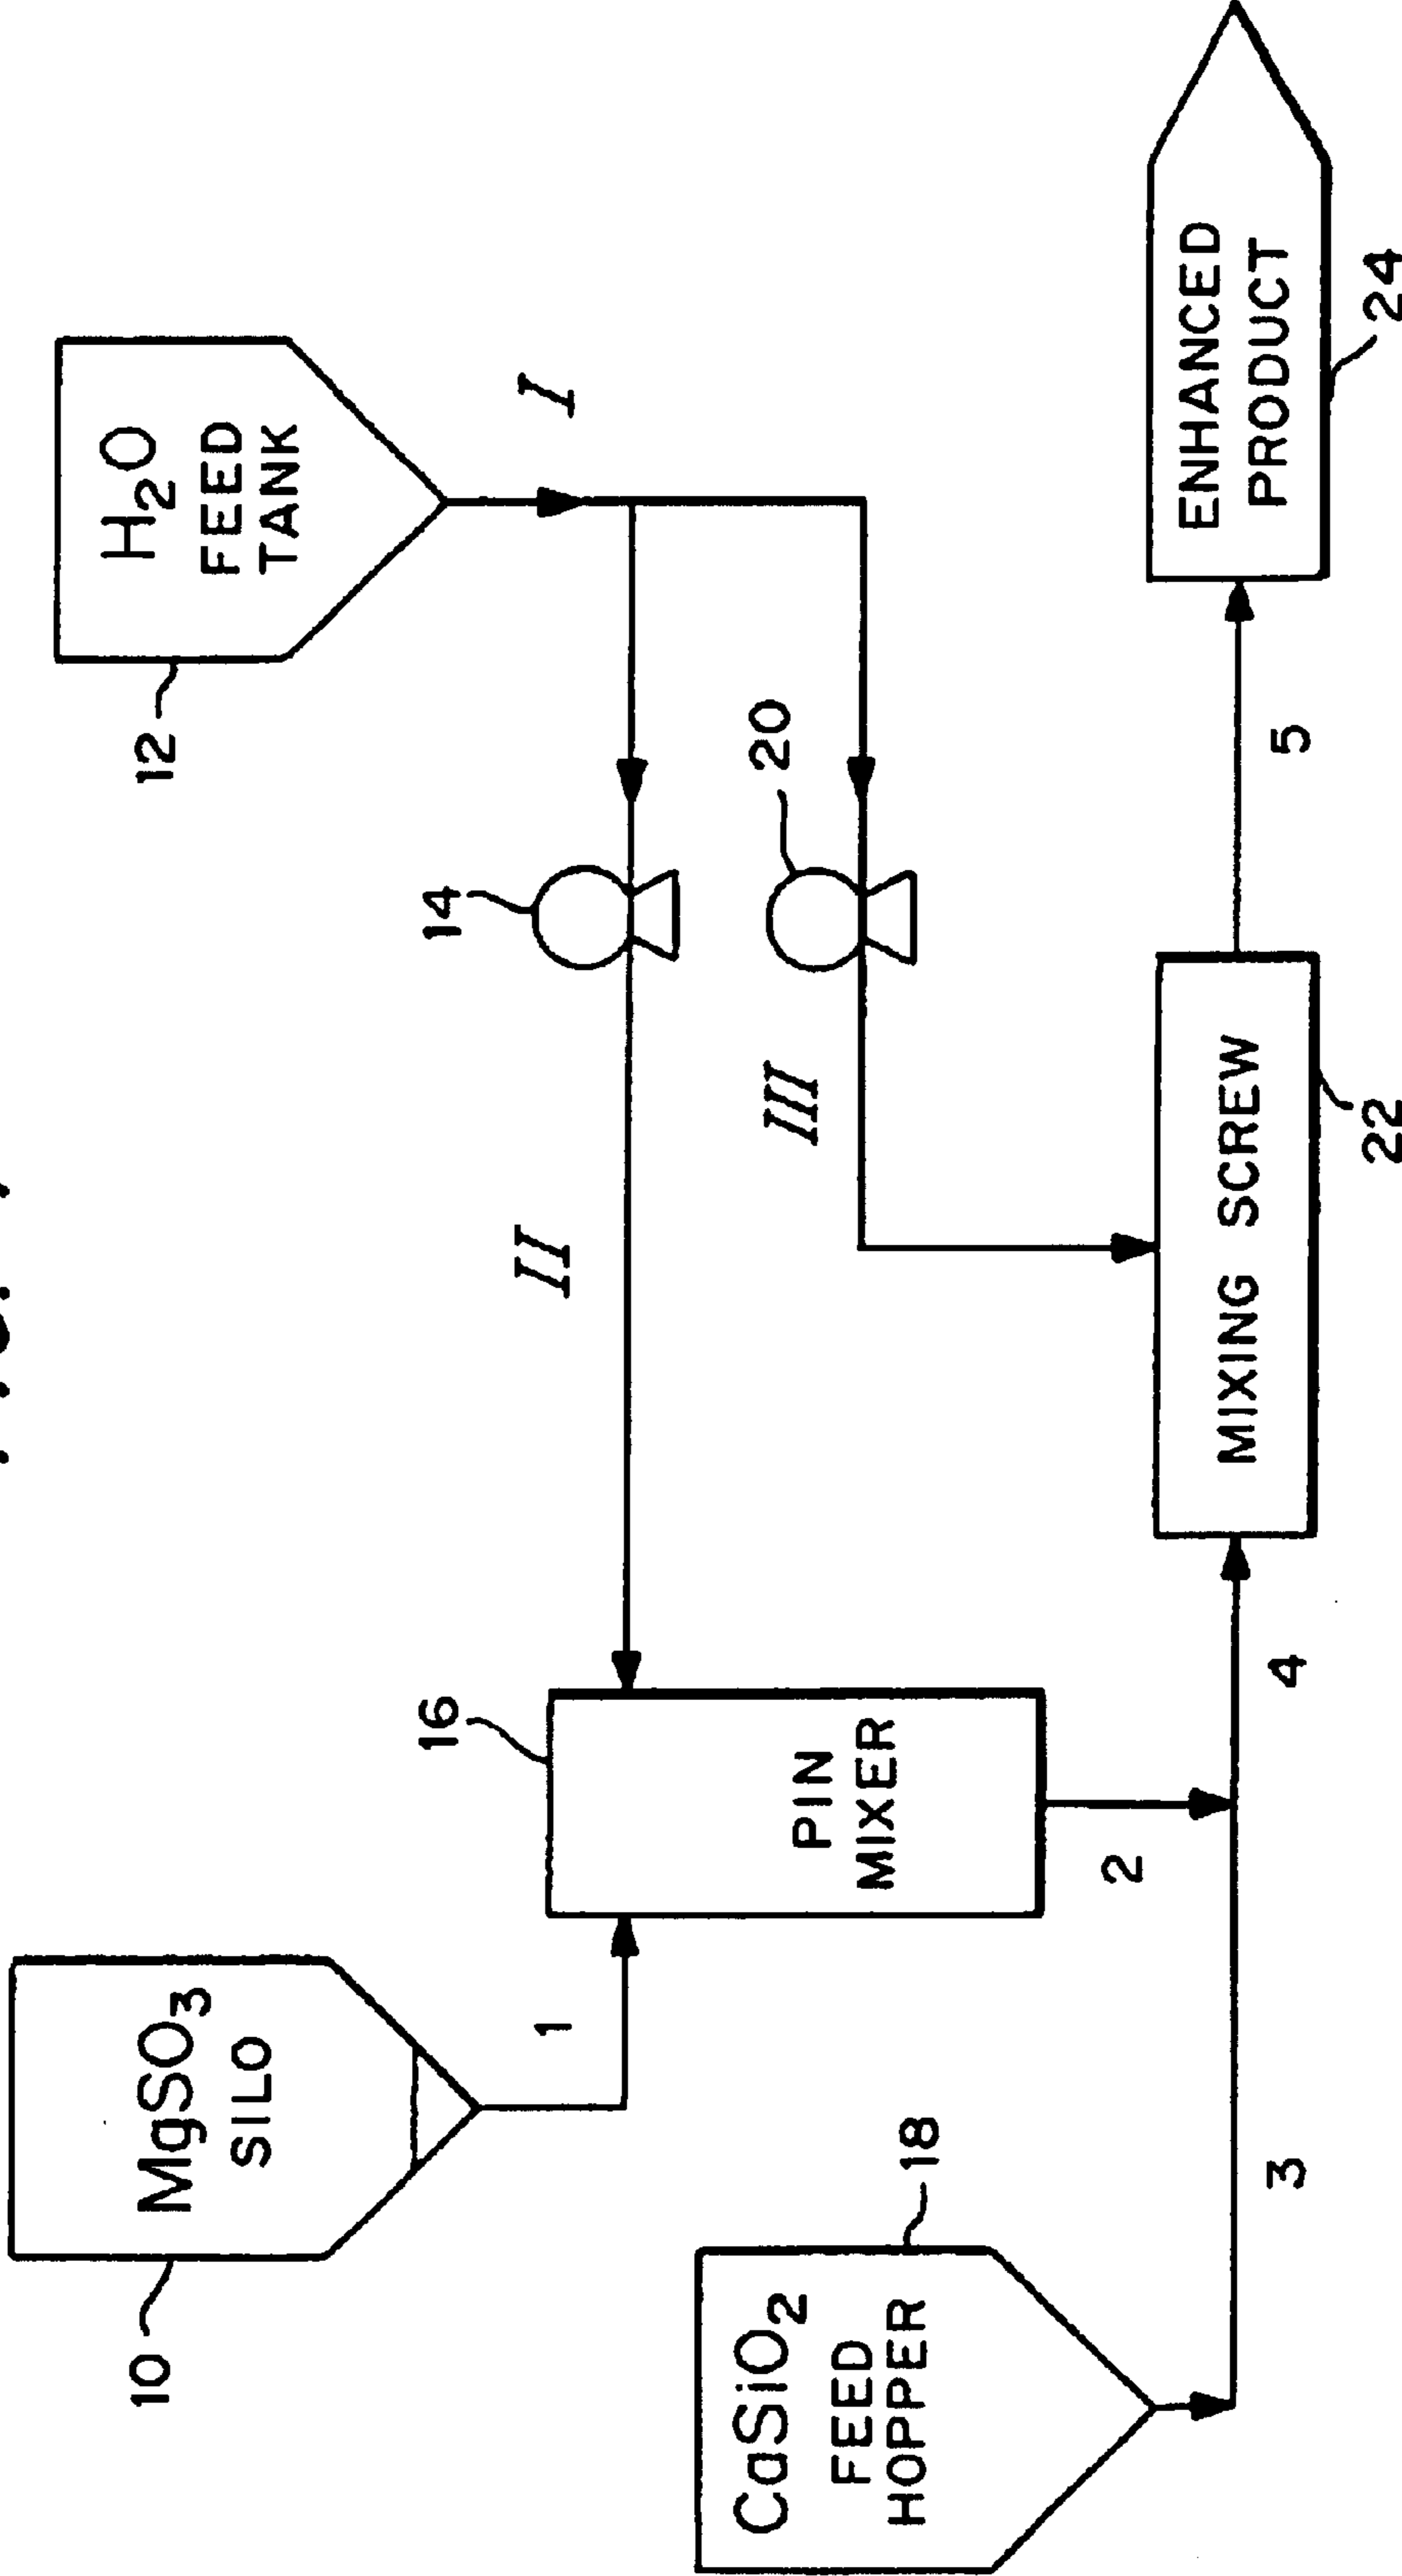 MgSO3
SILO
10
H2O
FEED
TANK
12
I
1
II
14
16
PIN
MIXER
20
III
CaSiO2
FEED
HOPPER
18
2
3
4
MIXING SCREW
22
5
ENHANCED
PRODUCT
24